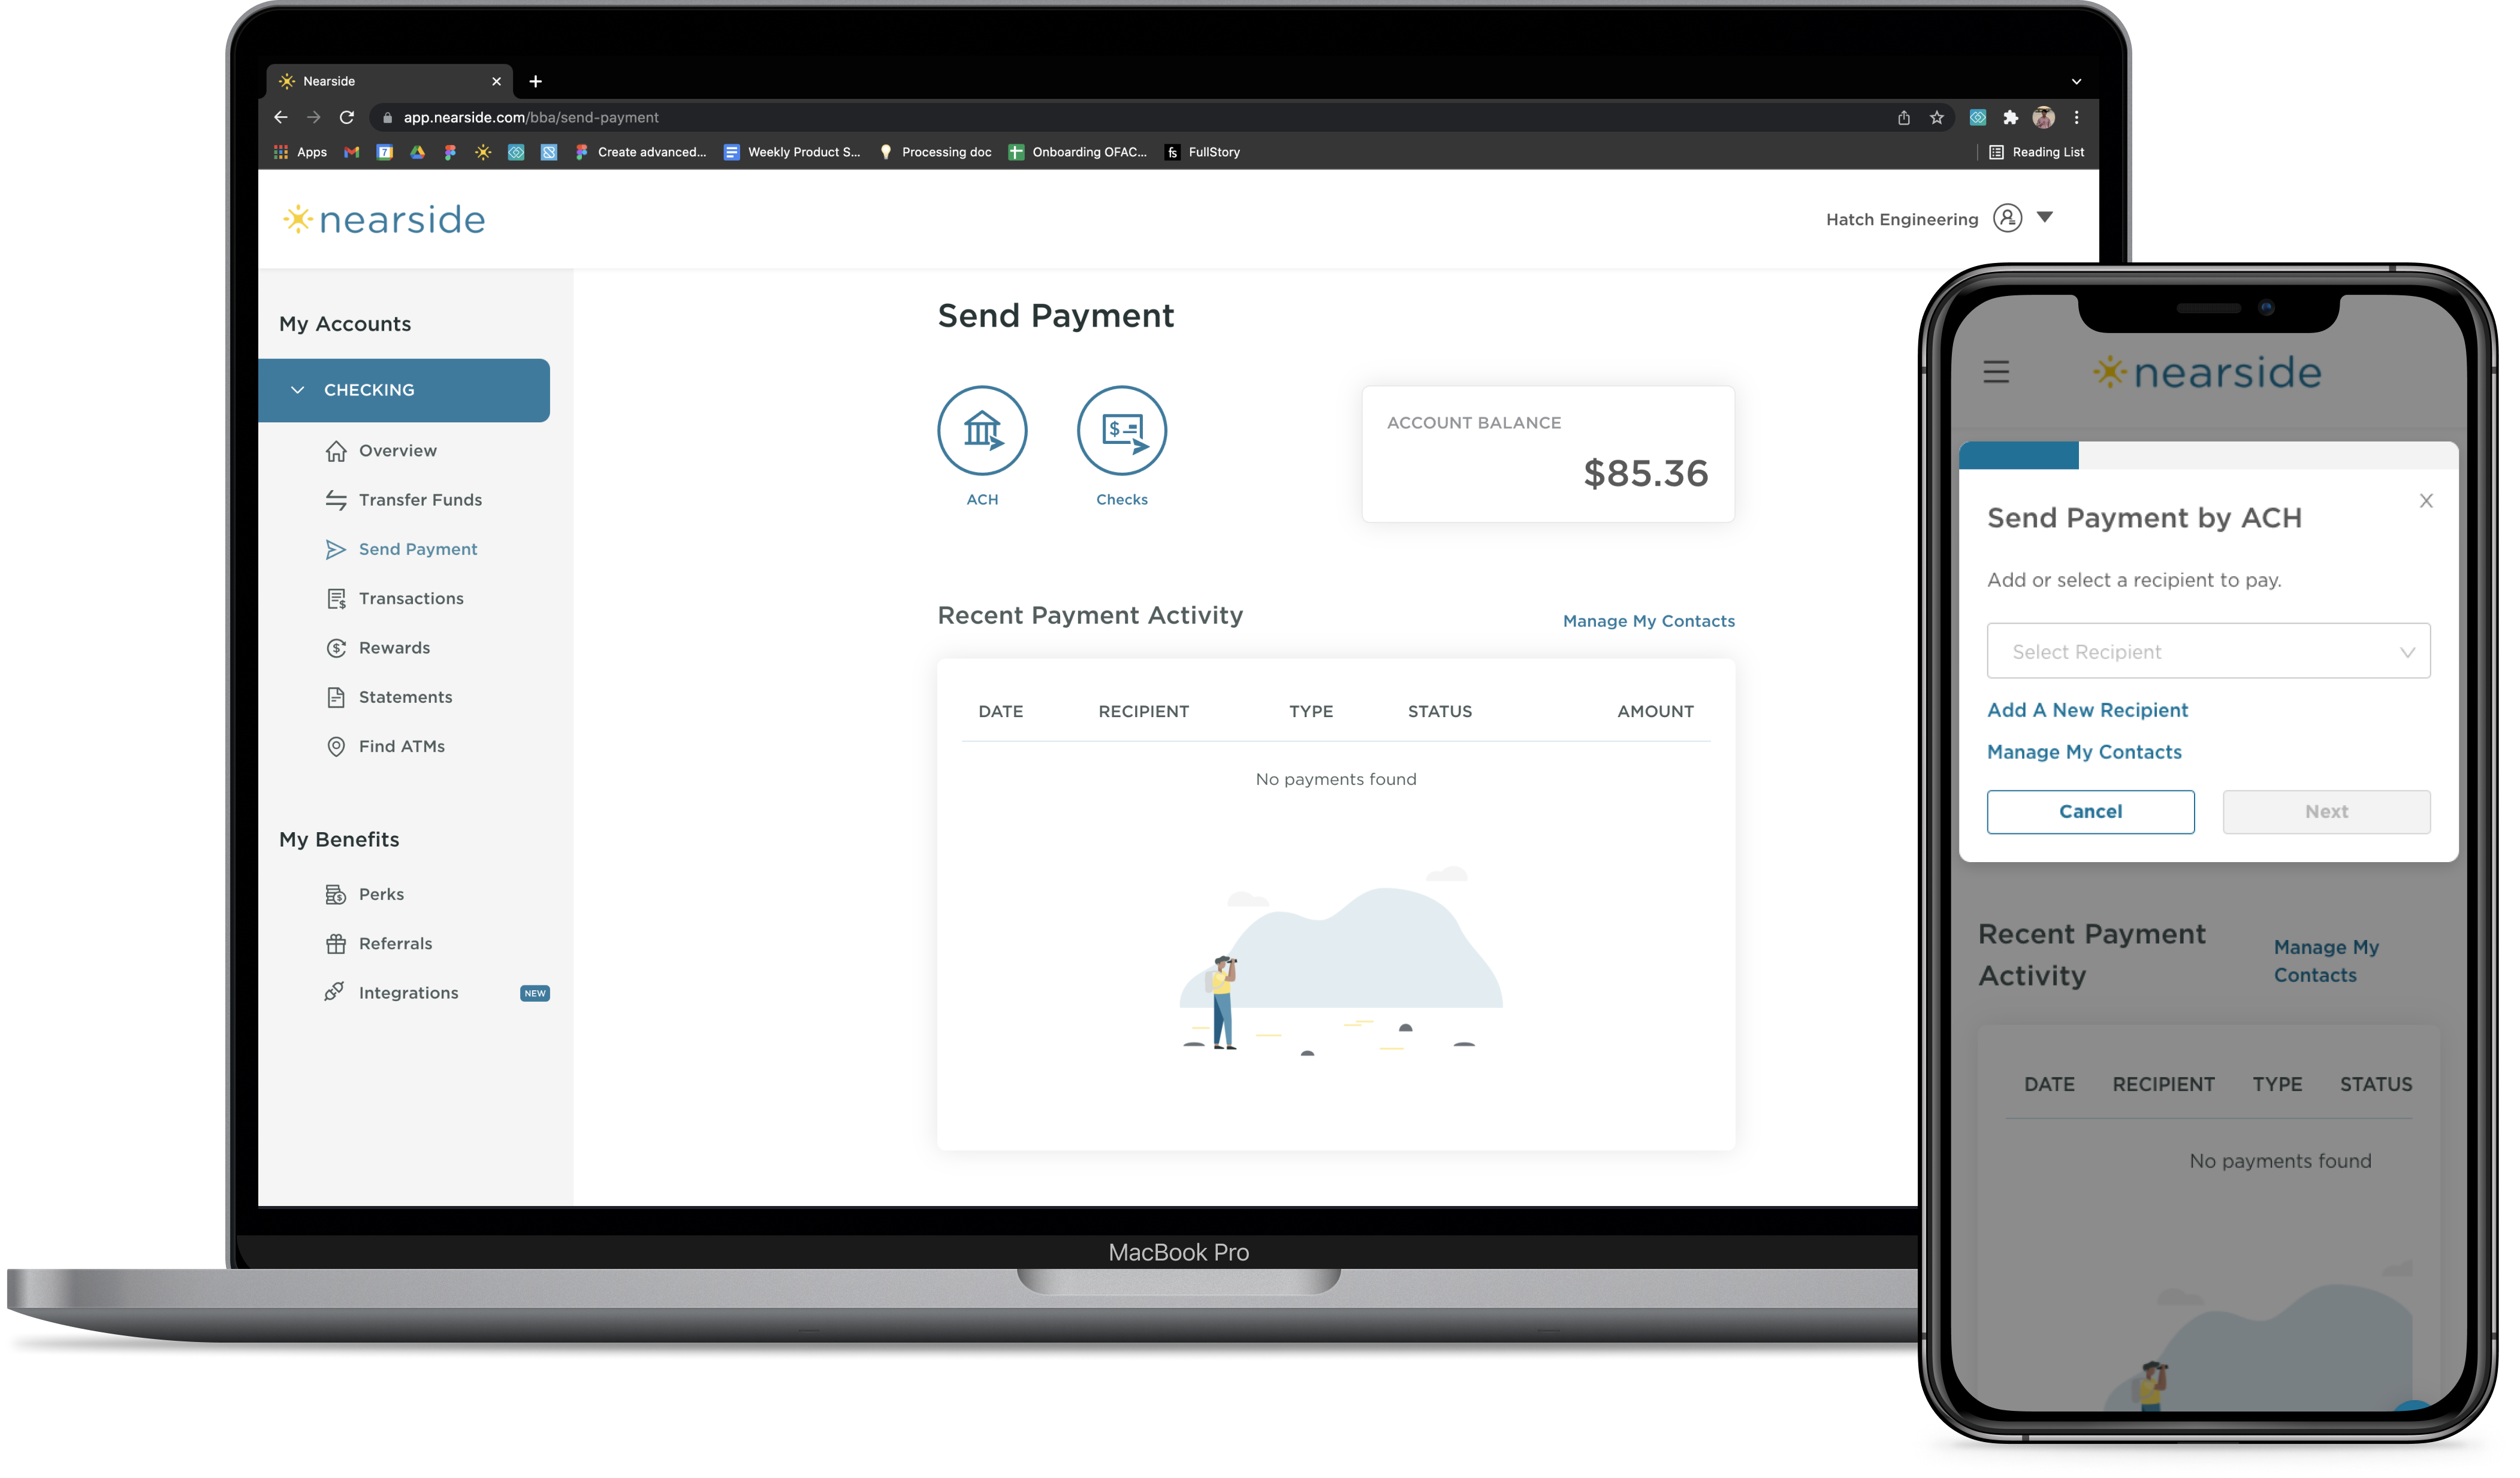 Nearside
app.nearside.com/bba/send-payment
Apps
7
Create advanced...
Weekly Product S...
Processing doc
Onboarding OFAC...
fs FullStory
Reading List
nearside
Hatch Engineering
My Accounts
CHECKING
Overview
Transfer Funds
Send Payment
Transactions
Rewards
Statements
Find ATMs
My Benefits
Perks
Referrals
Integrations NEW
Send Payment
ACH
Checks
ACCOUNT BALANCE
$85.36
Recent Payment Activity
Manage My Contacts
DATE RECIPIENT TYPE STATUS AMOUNT
No payments found
MacBook Pro
nearside
Send Payment by ACH
Add or select a recipient to pay.
Select Recipient
Add A New Recipient
Manage My Contacts
Cancel Next
Recent Payment
Activity
Manage My
Contacts
DATE RECIPIENT TYPE STATUS
No payments found